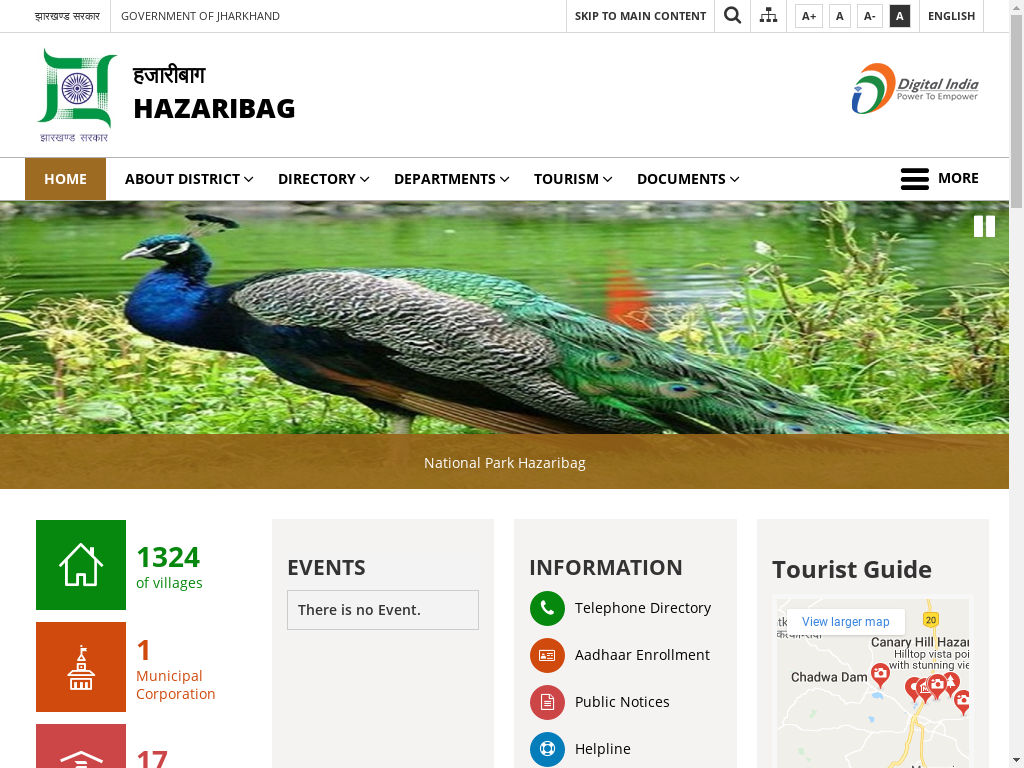 झारखण्ड सरकार
GOVERNMENT OF JHARKHAND
SKIP TO MAIN CONTENT
A+
A
A-
A
ENGLISH
झारखण्ड सरकार
हजारीबाग
HAZARIBAG
Digital India
Power To Empower
HOME
ABOUT DISTRICT
DIRECTORY
DEPARTMENTS
TOURISM
DOCUMENTS
MORE
National Park Hazaribag
1324
of villages
1
Municipal
Corporation
17
EVENTS
There is no Event.
INFORMATION
Telephone Directory
Aadhaar Enrollment
Public Notices
Helpline
Tourist Guide
View larger map
20
Canary Hill Hazar
Hilltop vista poi
with stunning vie
Chadwa Dam